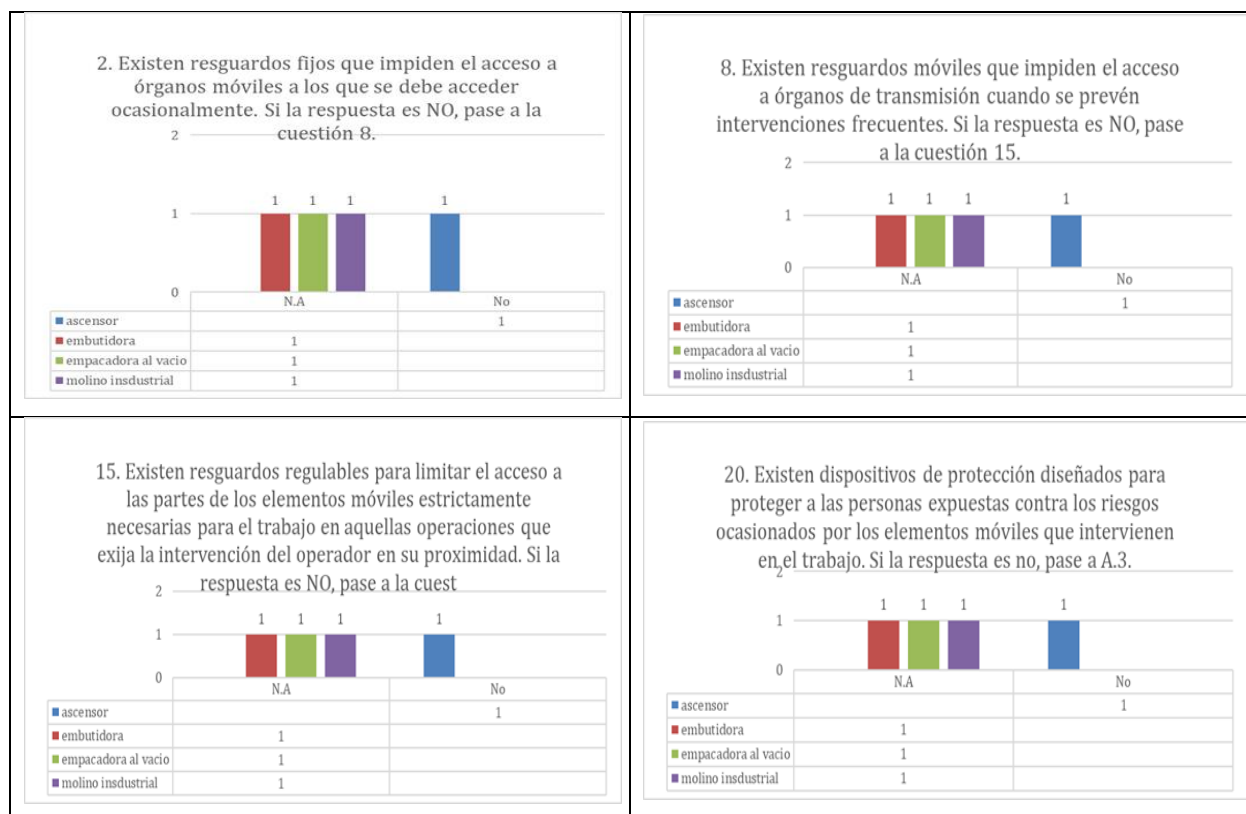 2. Existen resguardos fijos que impiden el acceso a
órganos móviles a los que se debe acceder
ocasionalmente. Si la respuesta es NO, pase a la
cuestión 8.
2
1 1 1 1
1
0
N.A No
ascensor 1
embutidora 1
empacadora al vacio 1
molino insdustrial 1
8. Existen resguardos móviles que impiden el acceso
a órganos de transmisión cuando se prevén
intervenciones frecuentes. Si la respuesta es NO, pase
a la cuestión 15.
2
1 1 1 1
1
0
N.A No
ascensor 1
embutidora 1
empacadora al vacio 1
molino insdustrial 1
15. Existen resguardos regulables para limitar el acceso a
las partes de los elementos móviles estrictamente
necesarias para el trabajo en aquellas operaciones que
exija la intervención del operador en su proximidad. Si la
respuesta es NO, pase a la cuest
2
1 1 1 1
1
0
N.A No
ascensor 1
embutidora 1
empacadora al vacio 1
molino insdustrial 1
20. Existen dispositivos de protección diseñados para
proteger a las personas expuestas contra los riesgos
ocasionados por los elementos móviles que intervienen
en el trabajo. Si la respuesta es no, pase a A.3.
2
1 1 1 1
1
0
N.A No
ascensor 1
embutidora 1
empacadora al vacio 1
molino insdustrial 1